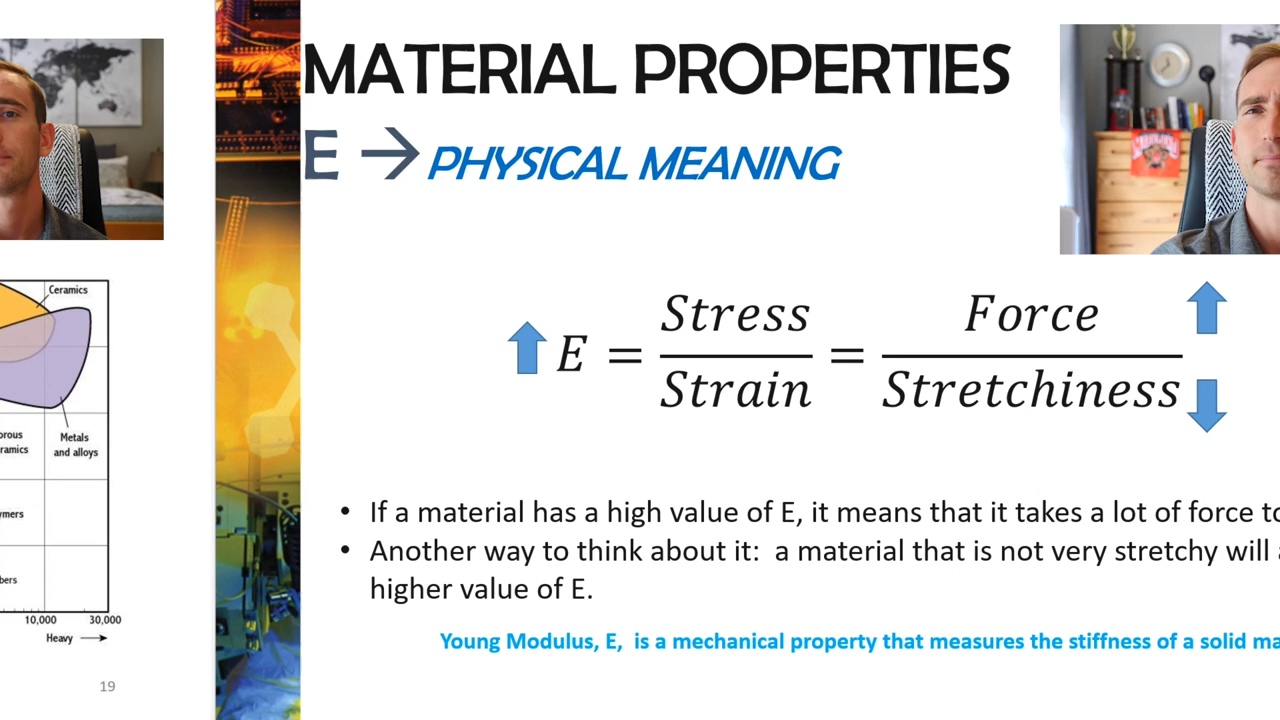 Ceramics
Metals
and alloys
10,000
30,000
Heavy
19
MATERIAL PROPERTIES
E → PHYSICAL MEANING
E = Stress / Strain = Force / Stretchiness
• If a material has a high value of E, it means that it takes a lot of force
• Another way to think about it: a material that is not very stretchy will
higher value of E.
Young Modulus, E, is a mechanical property that measures the stiffness of a solid